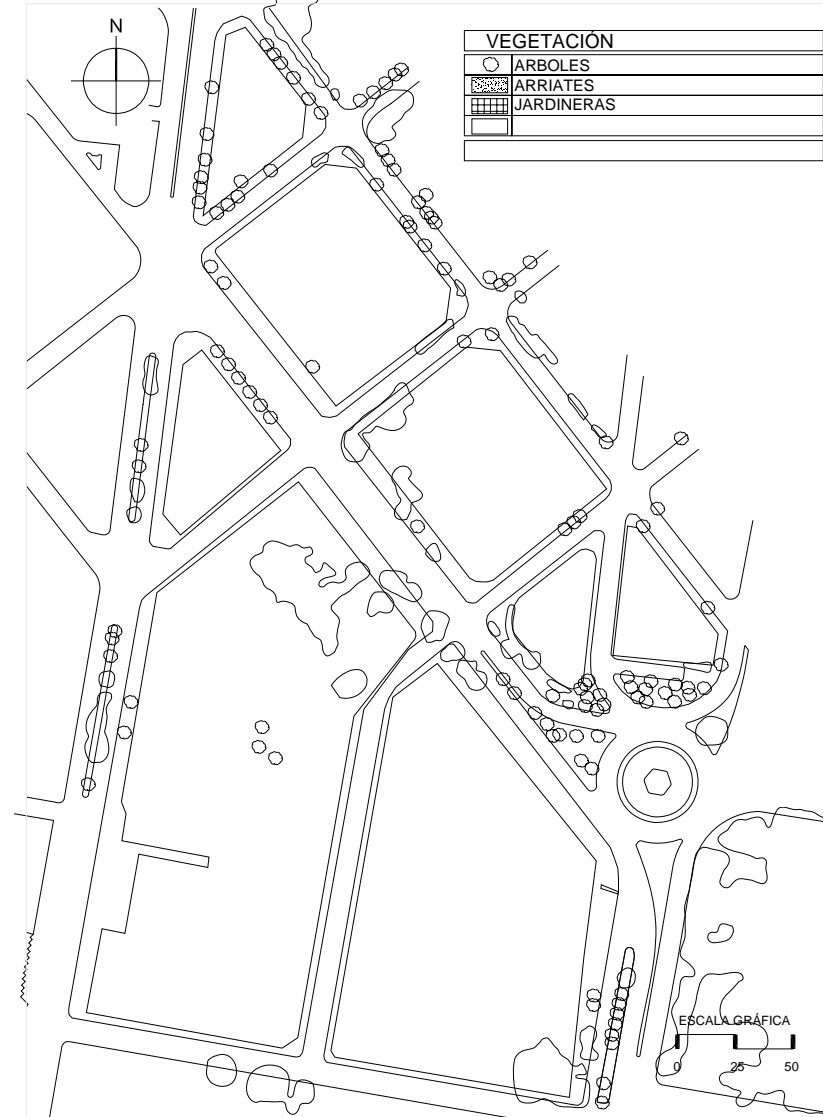 N
VEGETACIÓN
ARBOLES
ARRIATES
JARDINERAS
ESCALA GRÁFICA
0 25 50